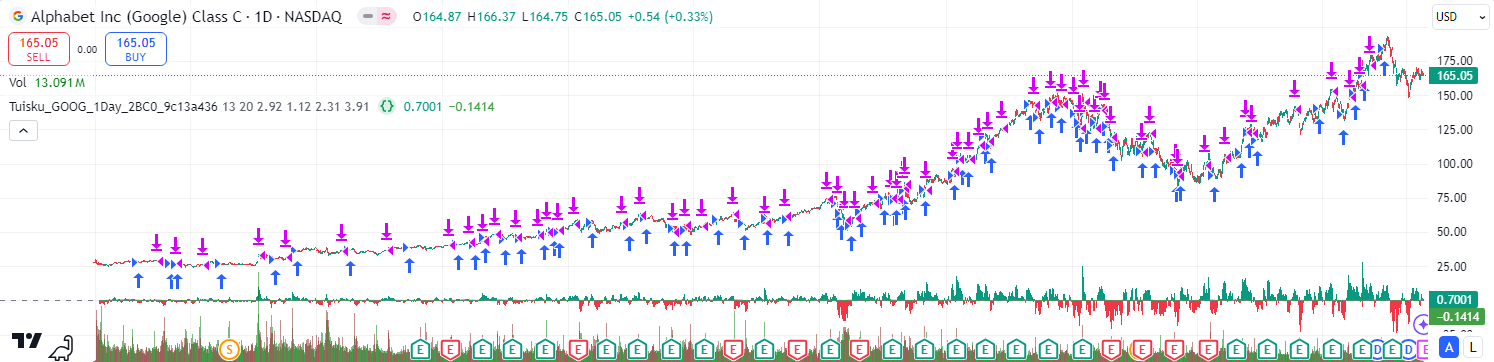 G Alphabet Inc (Google) Class C · 1D · NASDAQ O164.87 H166.37 L164.75 C165.05 +0.54 (+0.33%) USD
165.05 0.00 165.05
SELL BUY
Vol 13.091M
Tuisku_GOOG_1Day_2BC0_9c13a436 13 20 2.92 1.12 2.31 3.91 {} 0.7001 −0.1414
175.00
165.05
150.00
125.00
100.00
75.00
50.00
25.00
0.7001
−0.1414
S E E E E E E E E E E E E E E E E E E E E E E E E E E E E E E E D E D E
A L